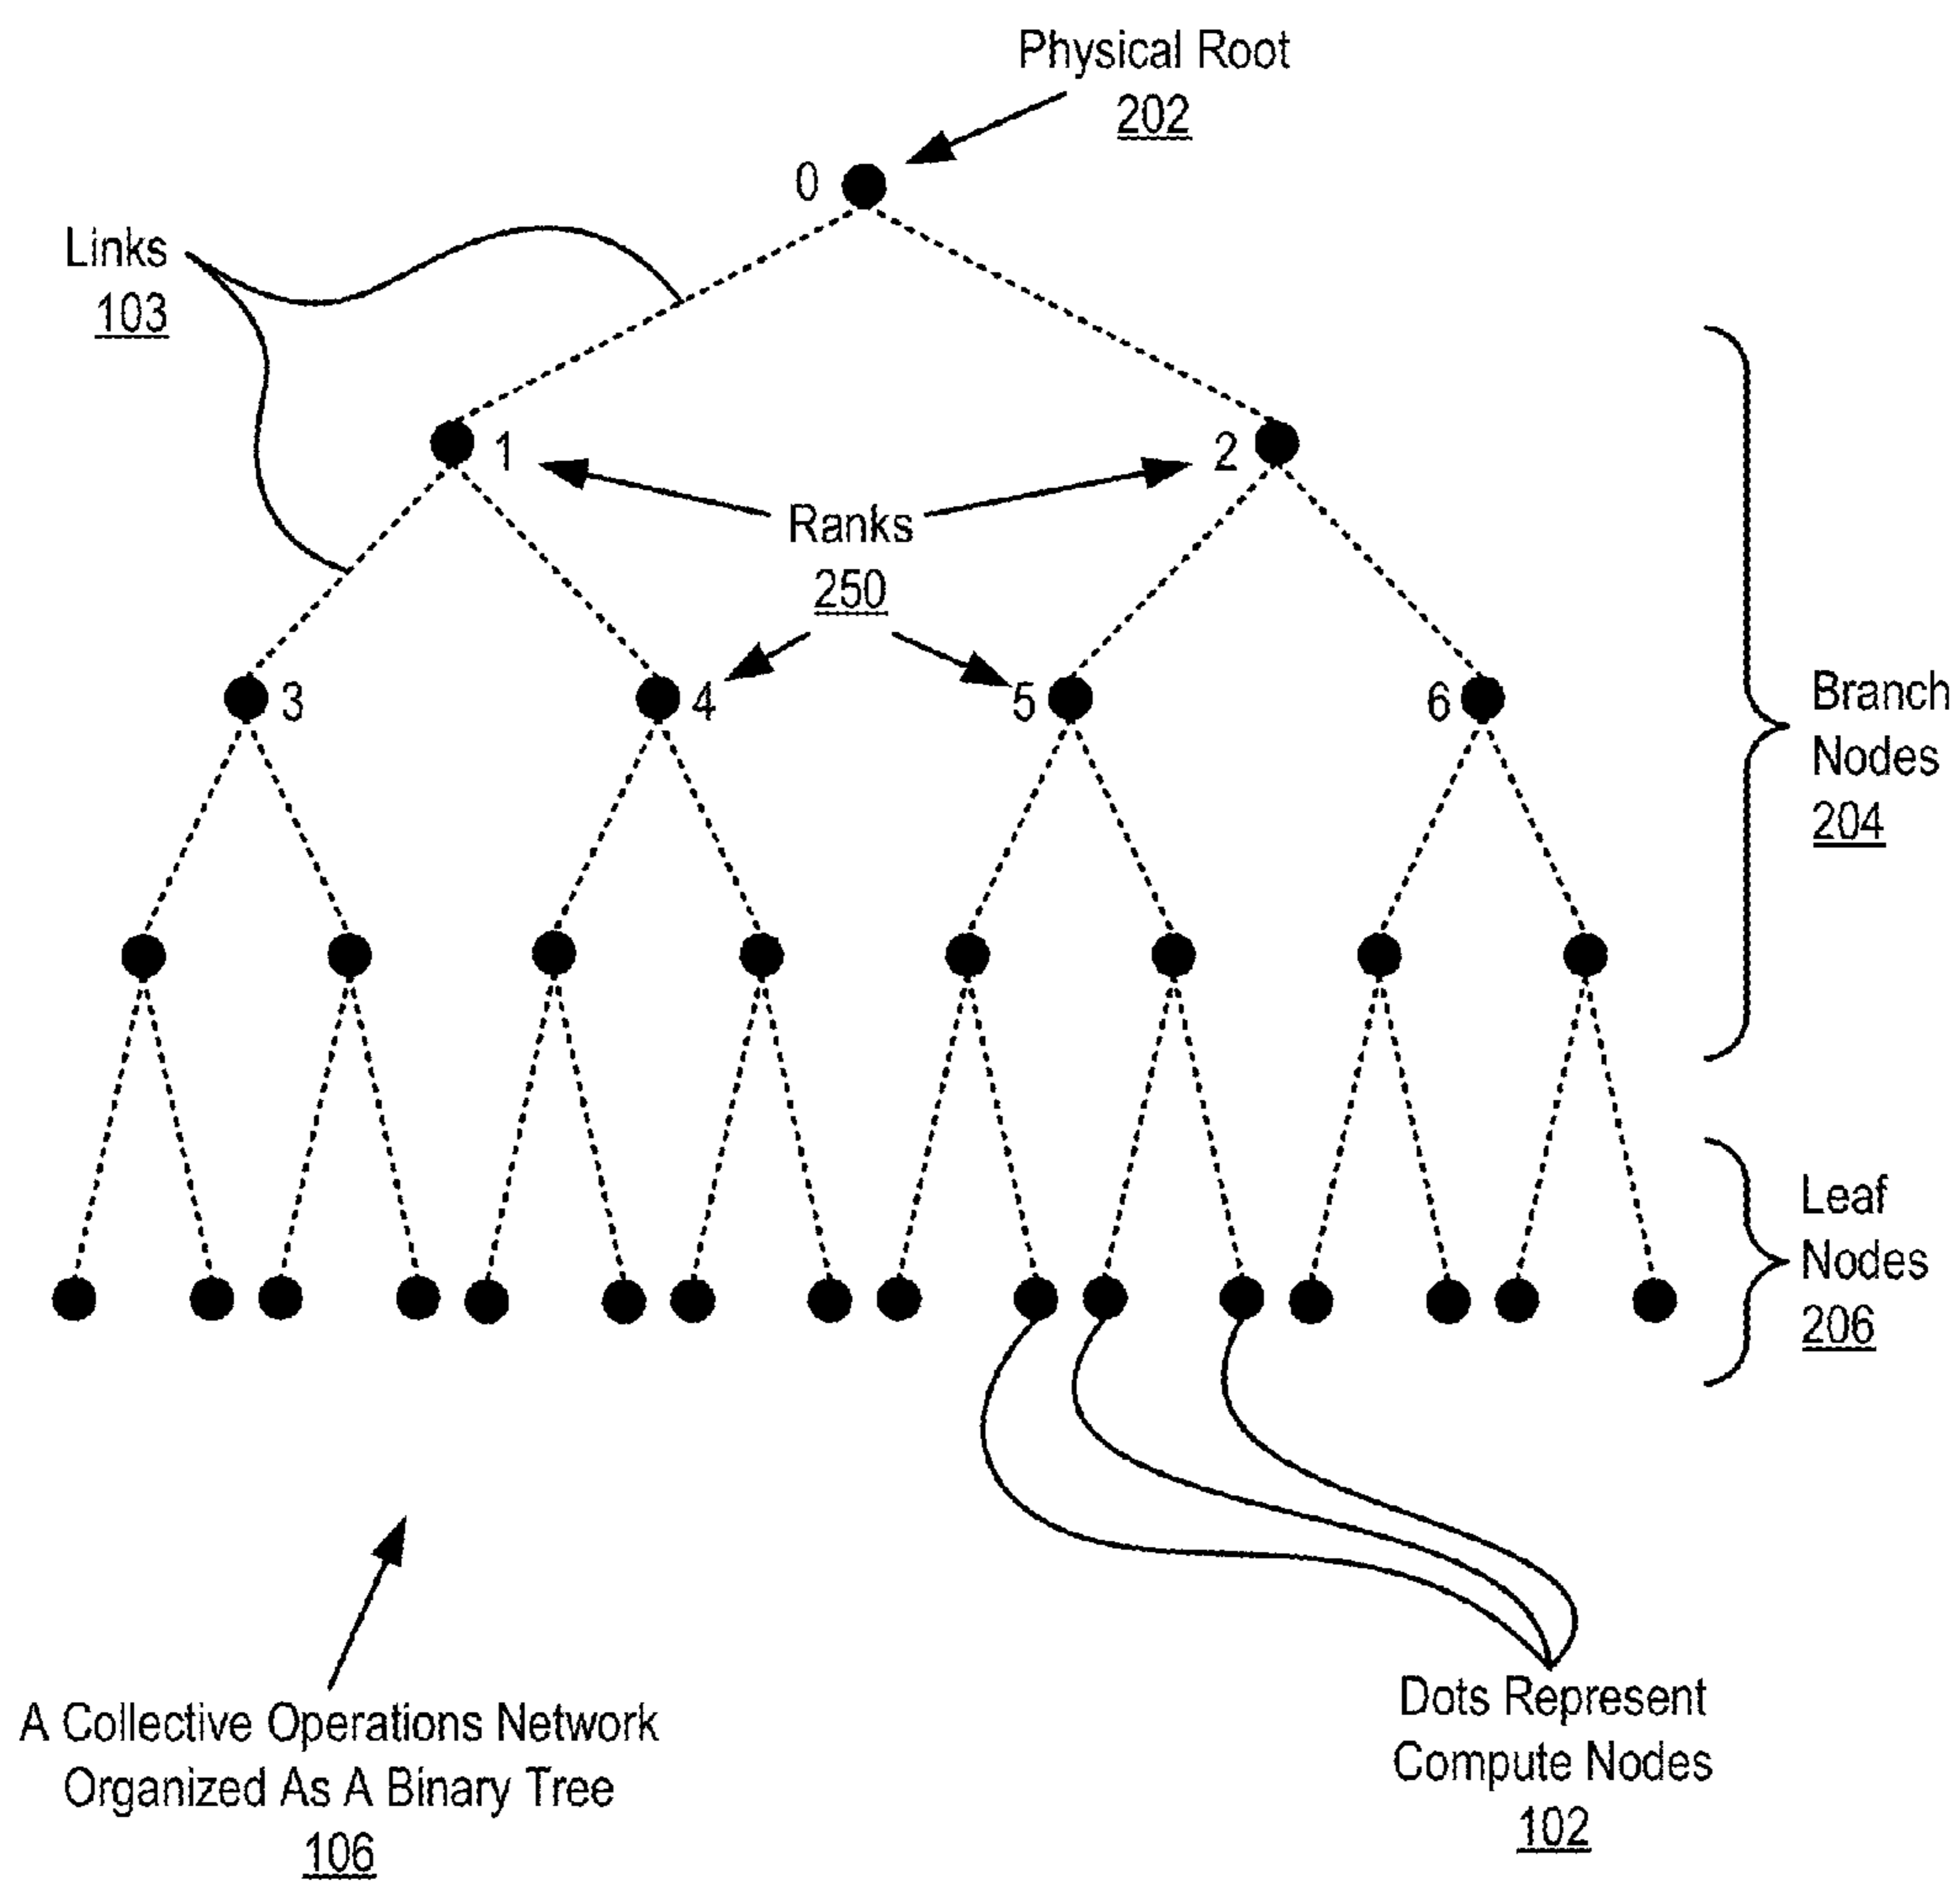 Physical Root
202
0
Links
103
1
2
Ranks
250
3
4
5
6
Branch
Nodes
204
Leaf
Nodes
206
A Collective Operations Network
Organized As A Binary Tree
106
Dots Represent
Compute Nodes
102